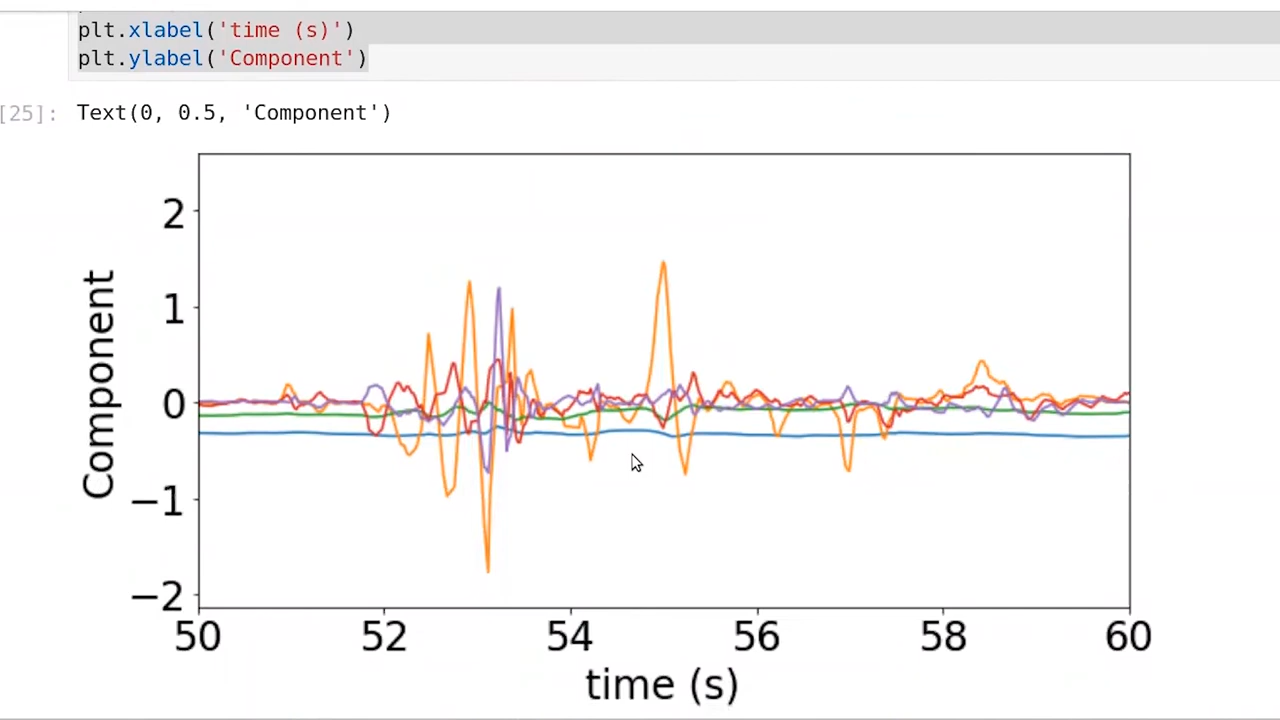 plt.xlabel('time (s)')
plt.ylabel('Component')
[25]: Text(0, 0.5, 'Component')
2
1
0
−1
−2
Component
50 52 54 56 58 60
time (s)